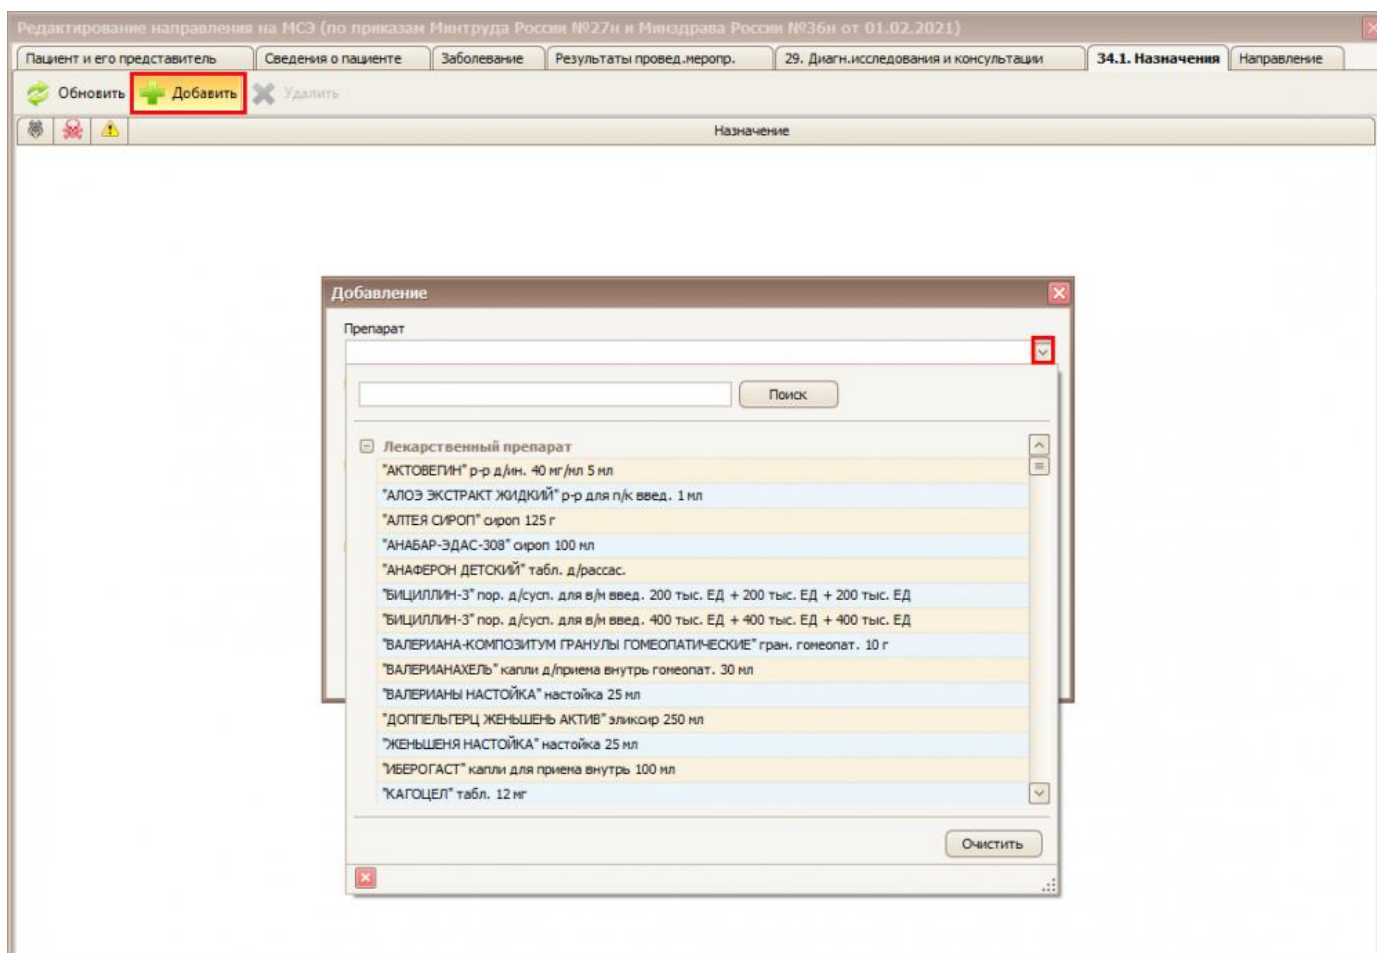 Редактирование направления на МСЭ (по приказам Минтруда России №27н и Минздрава России №36н от 01.02.2021)
Пациент и его представитель Сведения о пациенте Заболевание Результаты провед.меропр. 29. Диагн.исследования и консультации 34.1. Назначения Направление
Обновить Добавить Удалить
Назначение
Добавление
Препарат
Поиск
Лекарственный препарат
"АКТОВЕГИН" р-р д/ин. 40 мг/мл 5 мл
"АЛОЭ ЭКСТРАКТ ЖИДКИЙ" р-р для п/к введ. 1 мл
"АЛТЕЯ СИРОП" сироп 125 г
"АНАБАР-ЭДАС-308" сироп 100 мл
"АНАФЕРОН ДЕТСКИЙ" табл. д/рассас.
"БИЦИЛЛИН-3" пор. д/сусп. для в/м введ. 200 тыс. ЕД + 200 тыс. ЕД + 200 тыс. ЕД
"БИЦИЛЛИН-3" пор. д/сусп. для в/м введ. 400 тыс. ЕД + 400 тыс. ЕД + 400 тыс. ЕД
"ВАЛЕРИАНА-КОМПОЗИТУМ ГРАНУЛЫ ГОМЕОПАТИЧЕСКИЕ" гран. гомеопат. 10 г
"ВАЛЕРИАНАХЕЛЬ" капли д/приема внутрь гомеопат. 30 мл
"ВАЛЕРИАНЫ НАСТОЙКА" настойка 25 мл
"ДОППЕЛЬГЕРЦ ЖЕНЬШЕНЬ АКТИВ" эликсир 250 мл
"ЖЕНЬШЕНЯ НАСТОЙКА" настойка 25 мл
"ИБЕРОГАСТ" капли для приема внутрь 100 мл
"КАГОЦЕЛ" табл. 12 мг
Очистить